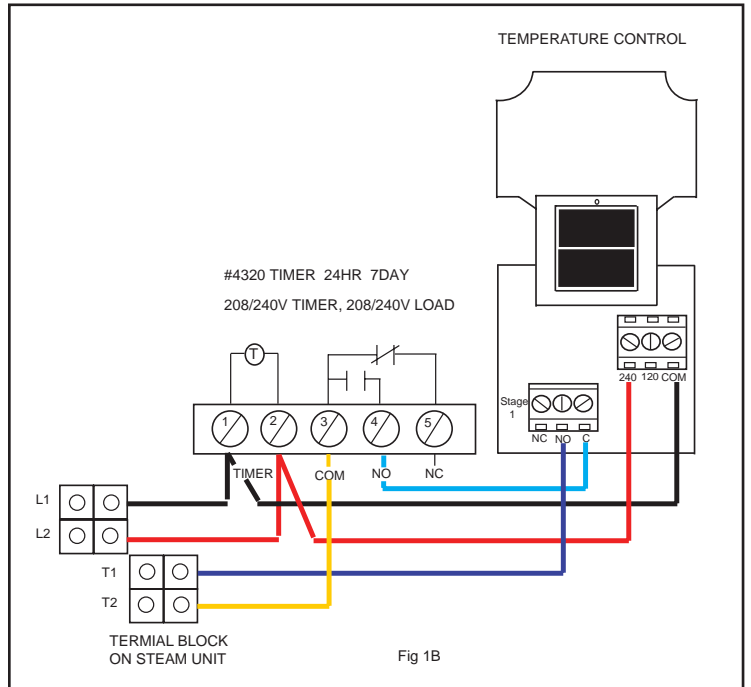 TEMPERATURE CONTROL
#4320 TIMER 24HR 7DAY
208/240V TIMER, 208/240V LOAD
T
240 120 COM
Stage
1
NC NO C
1 2 3 4 5
TIMER COM NO NC
L1
L2
T1
T2
TERMIAL BLOCK
ON STEAM UNIT
Fig 1B